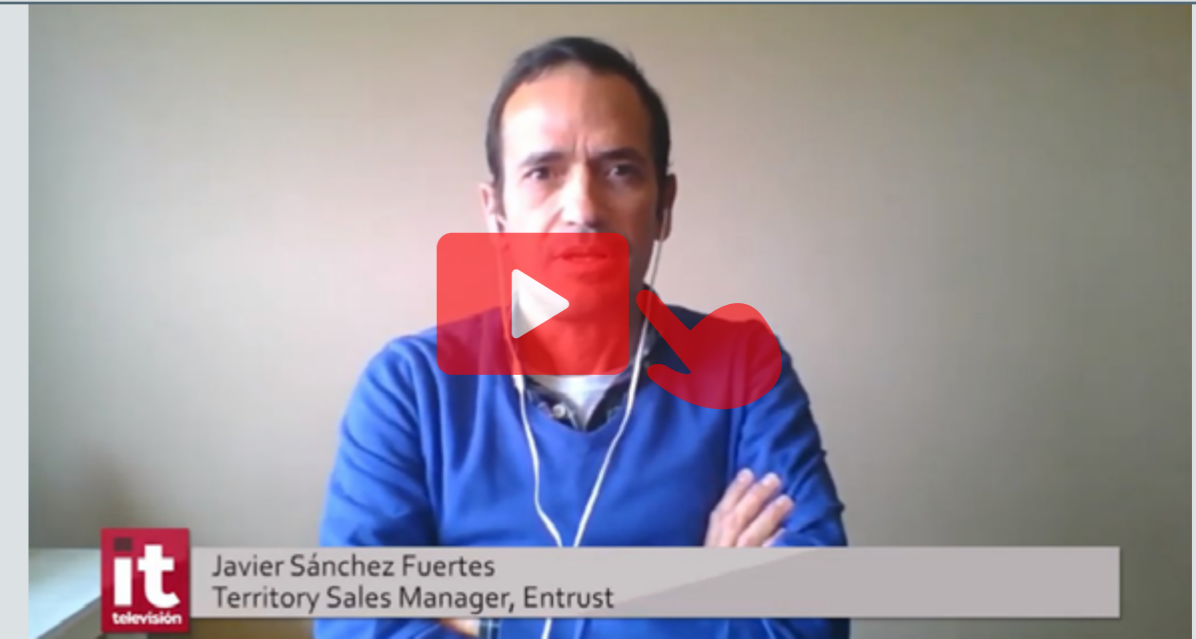 Javier Sánchez Fuertes
Territory Sales Manager, Entrust
it
televisión